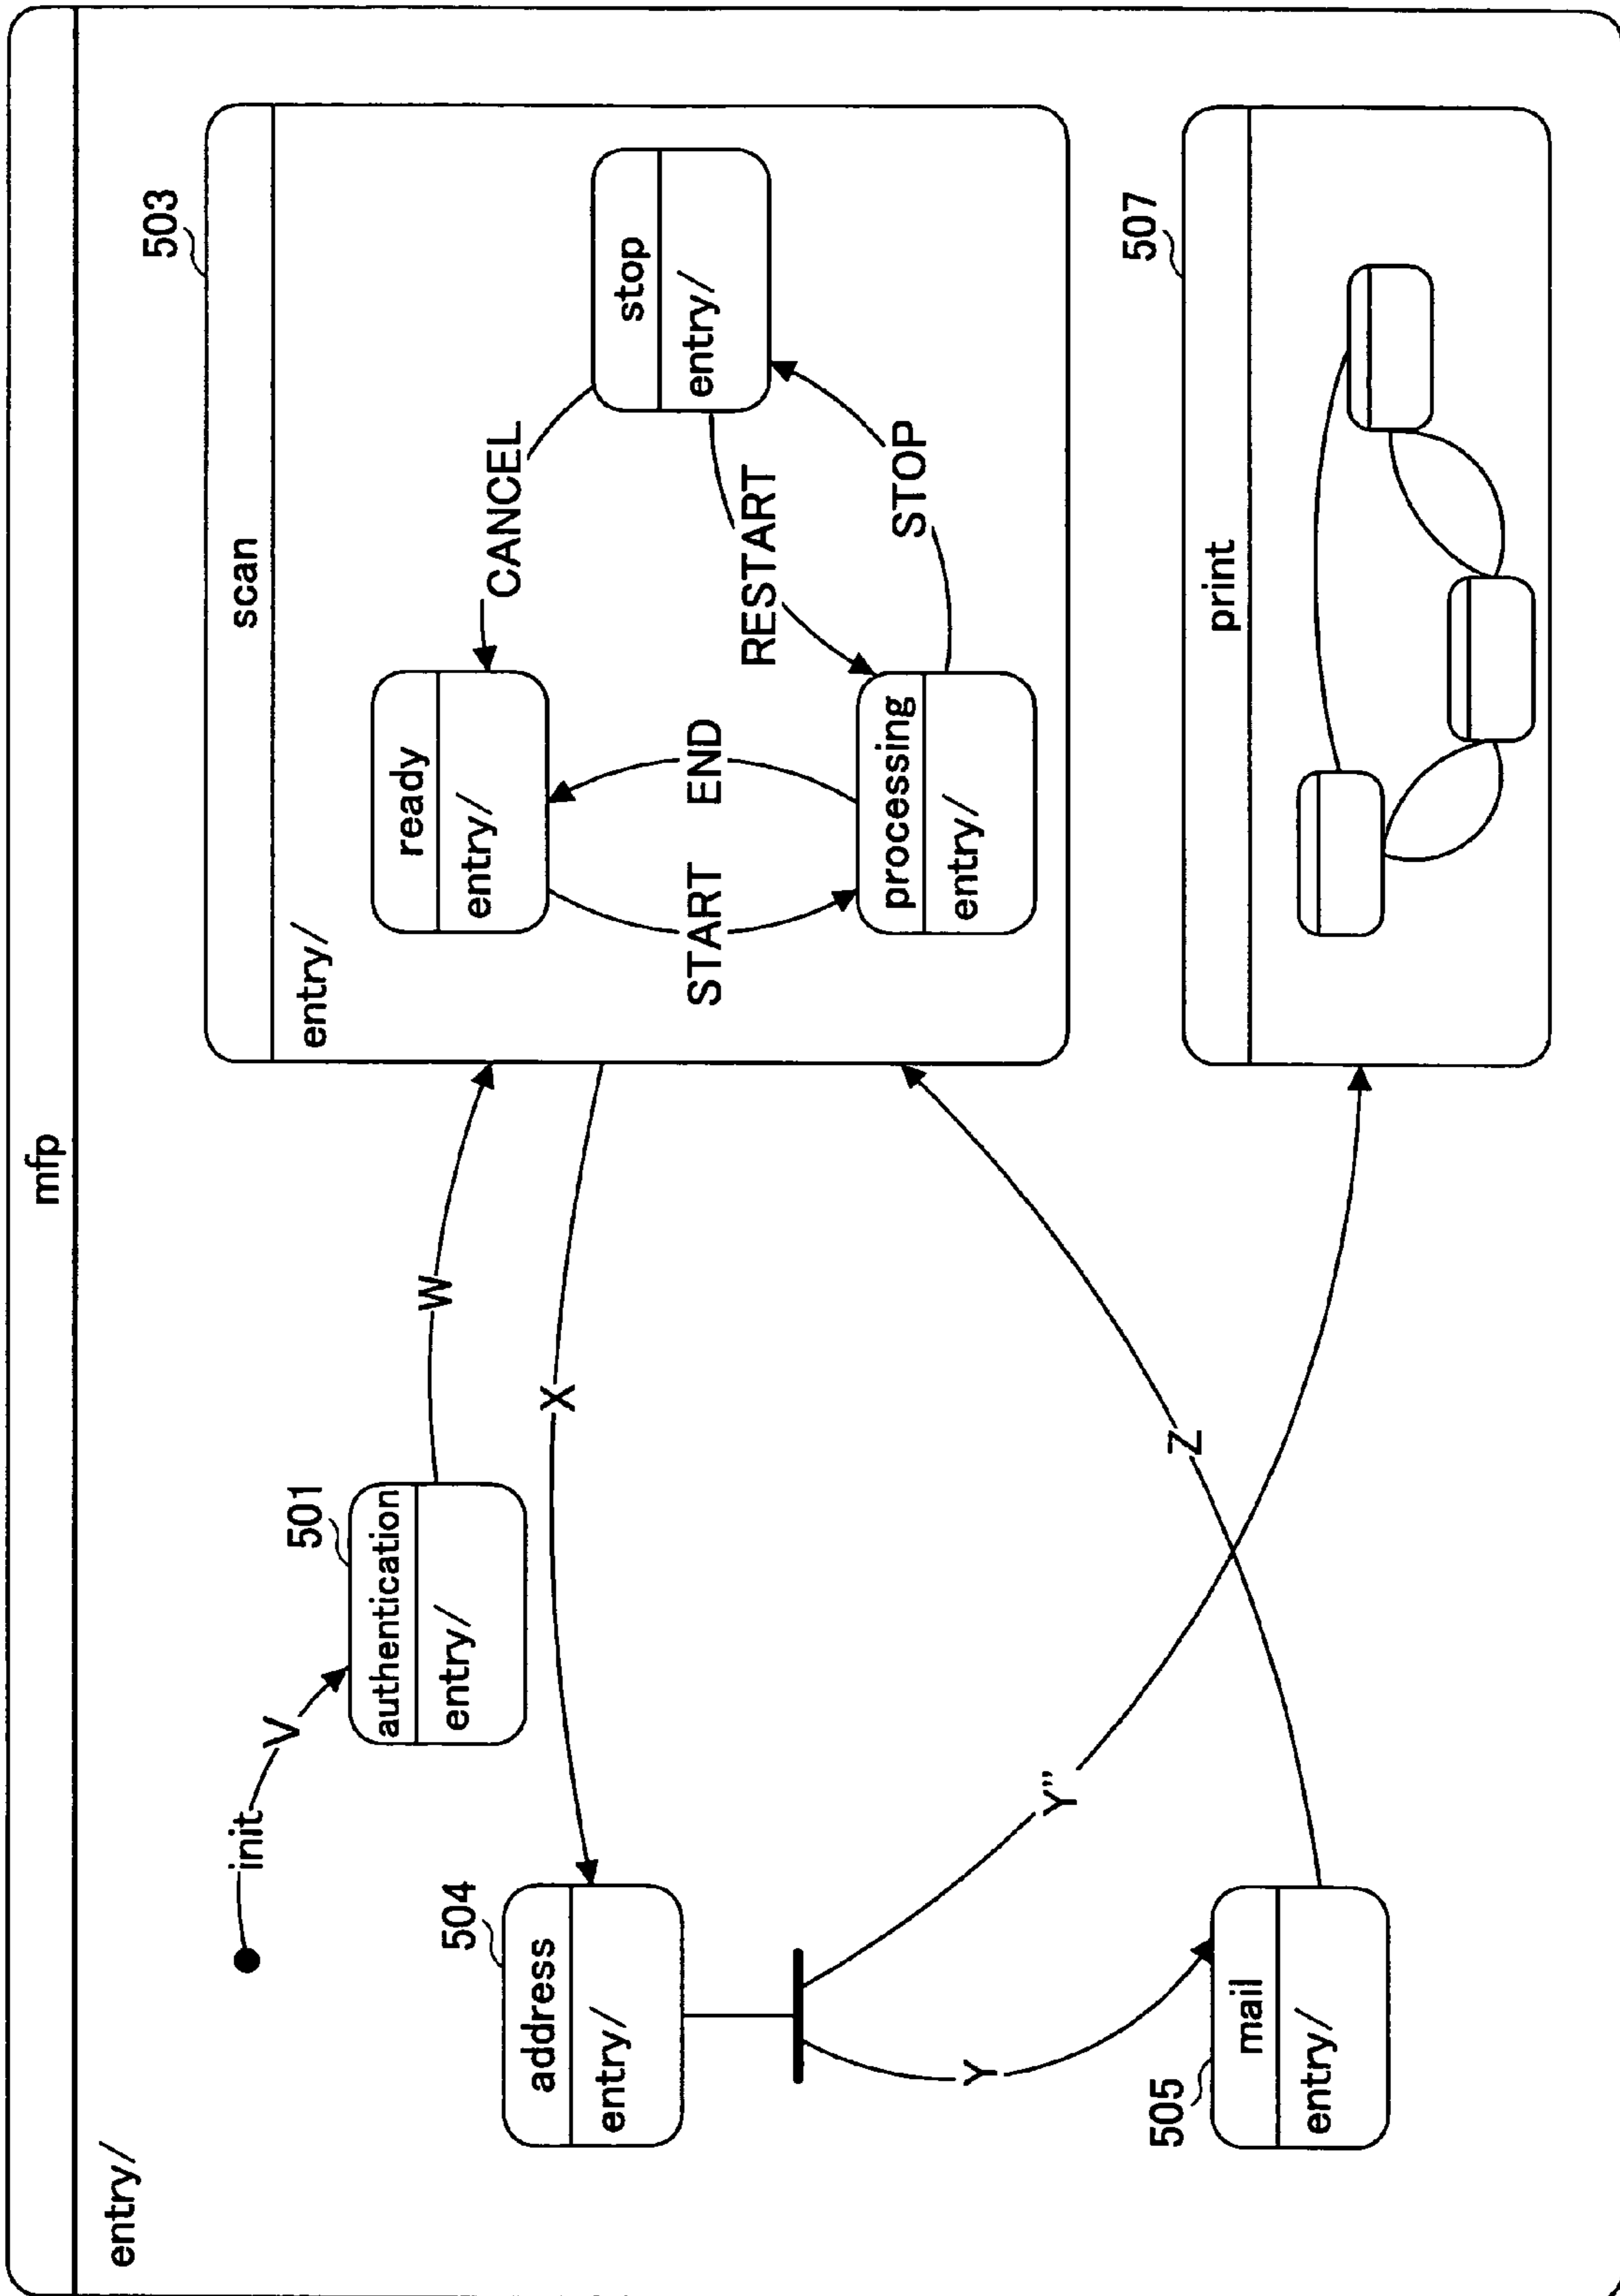 mfp
entry/
init
V
501
authentication
entry/
W
503
scan
entry/
ready
entry/
CANCEL
stop
entry/
START
END
RESTART
STOP
processing
entry/
X
504
address
entry/
Y
Y"
Z
505
mail
entry/
507
print